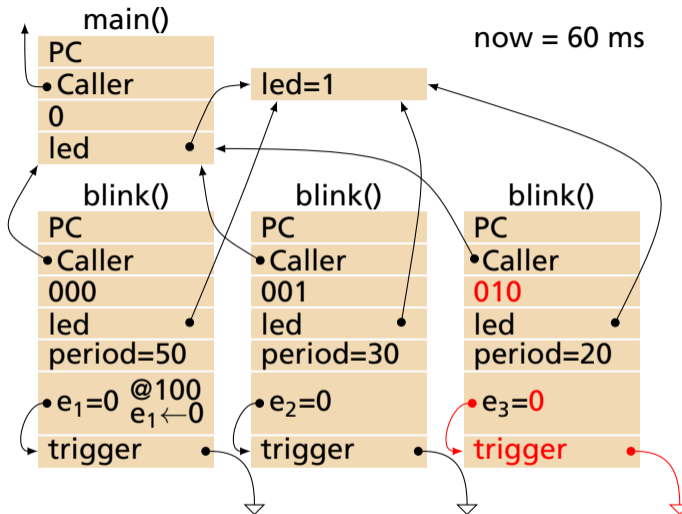 main()
now = 60 ms
PC
Caller
0
led
led=1
blink()
PC
Caller
000
led
period=50
e₁=0 @100
e₁←0
trigger
blink()
PC
Caller
001
led
period=30
e₂=0
trigger
blink()
PC
Caller
010
led
period=20
e₃=0
trigger